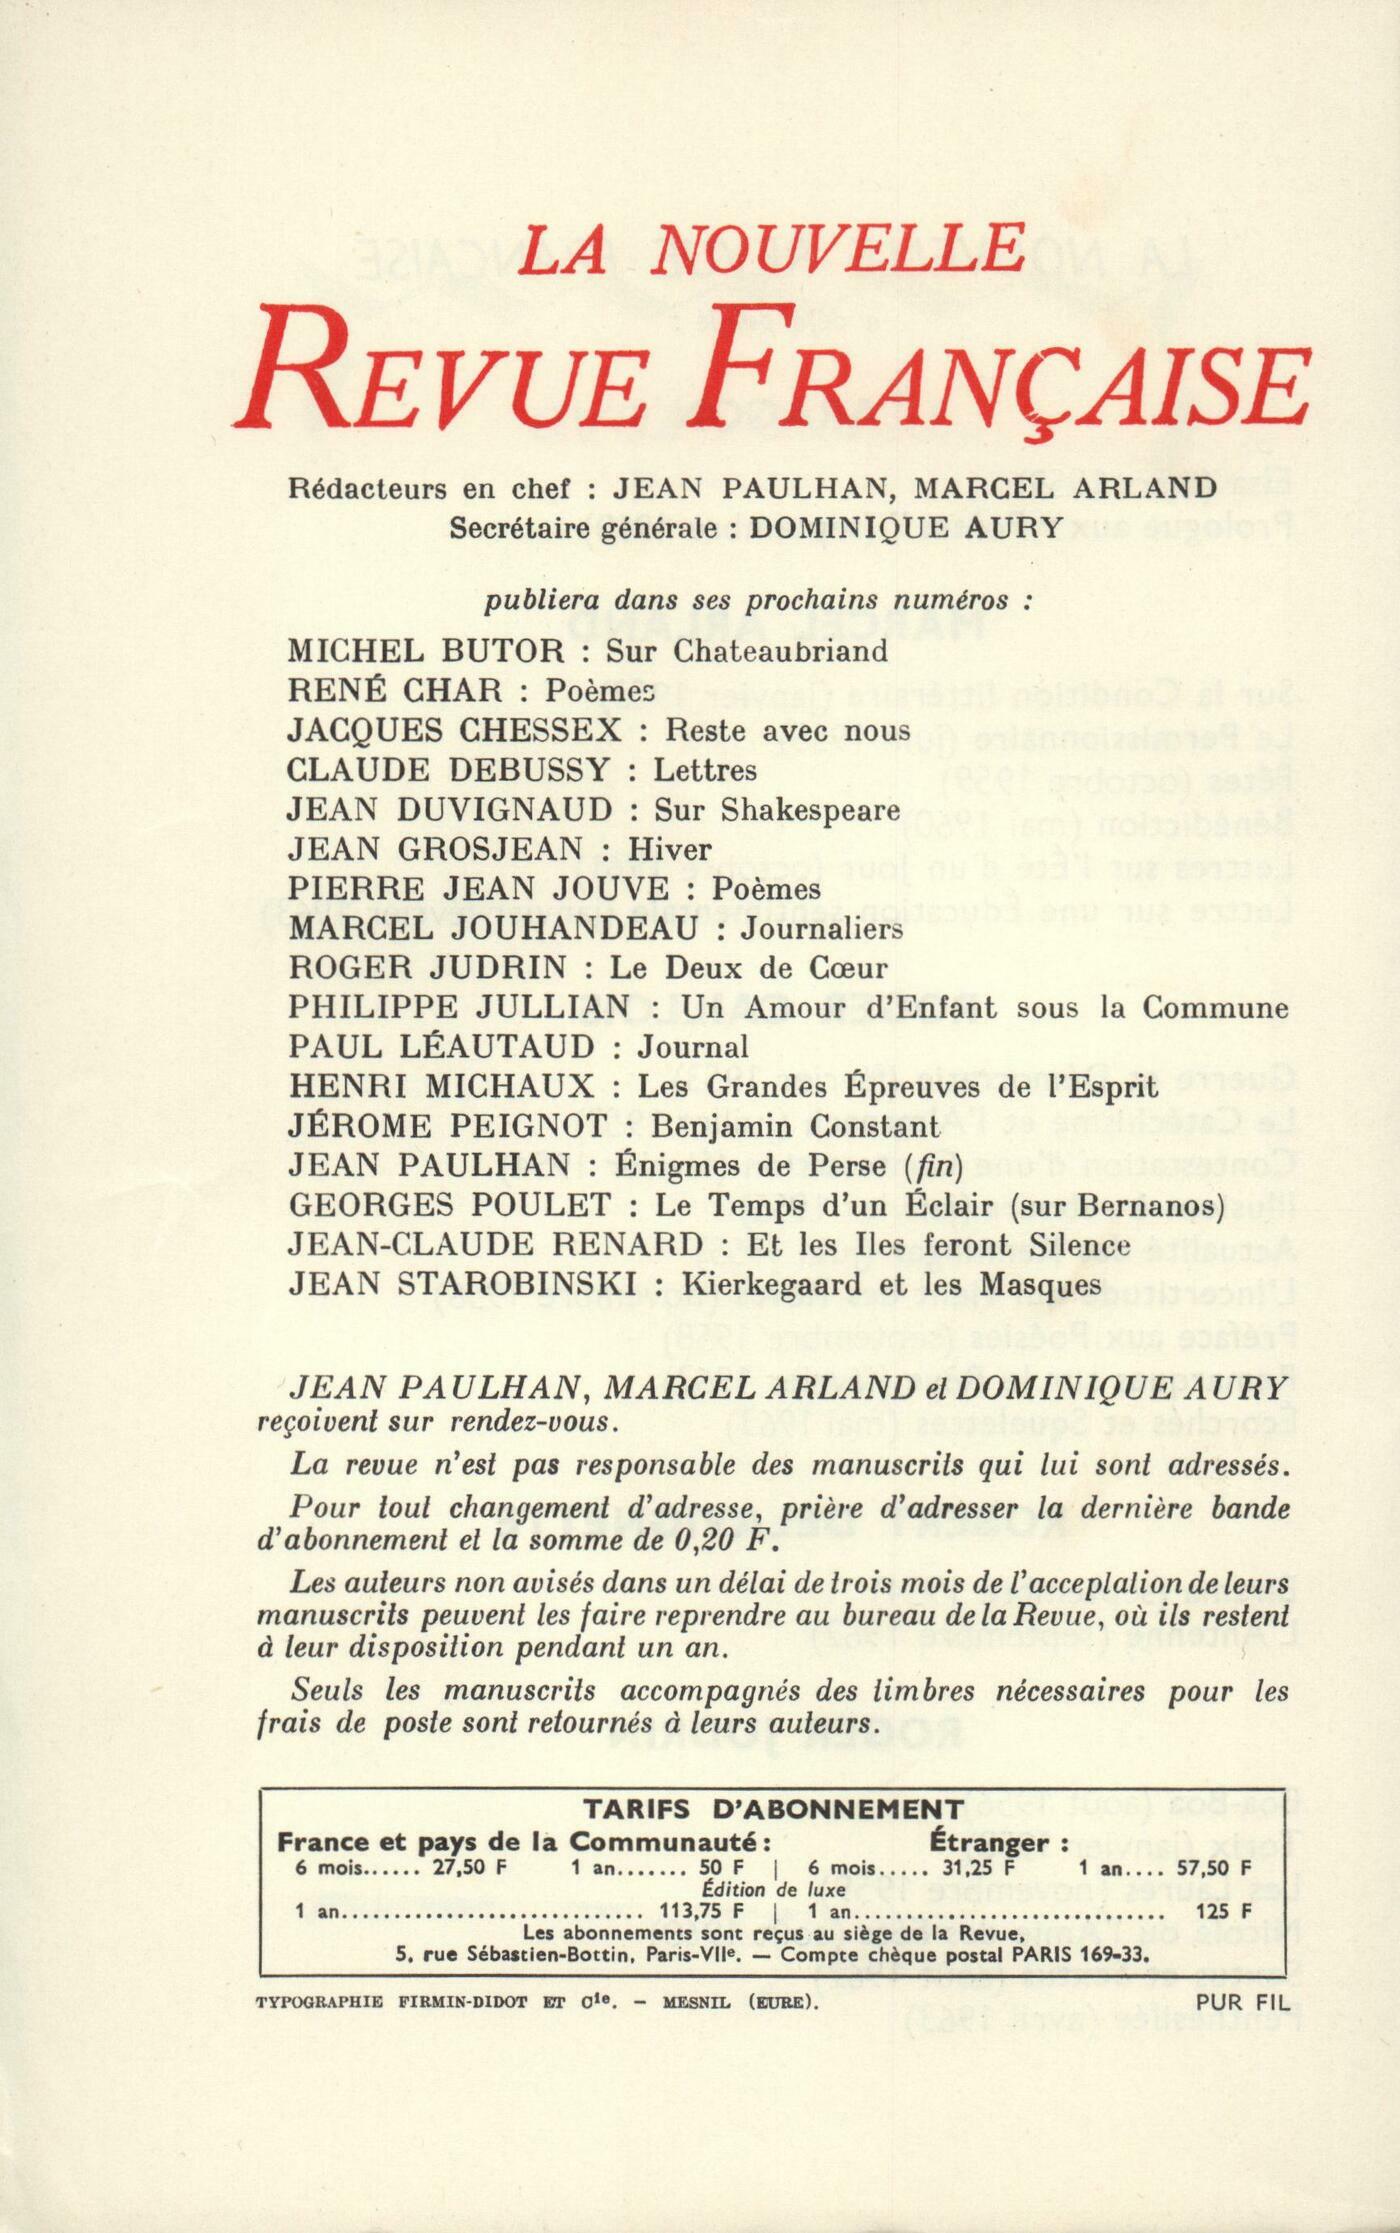 LA NOUVELLE
REVUE FRANÇAISE
Rédacteurs en chef : JEAN PAULHAN, MARCEL ARLAND
Secrétaire générale : DOMINIQUE AURY
publiera dans ses prochains numéros :
MICHEL BUTOR : Sur Chateaubriand
RENÉ CHAR : Poèmes
JACQUES CHESSEX : Reste avec nous
CLAUDE DEBUSSY : Lettres
JEAN DUVIGNAUD : Sur Shakespeare
JEAN GROSJEAN : Hiver
PIERRE JEAN JOUVE : Poèmes
MARCEL JOUHANDEAU : Journaliers
ROGER JUDRIN : Le Deux de Cœur
PHILIPPE JULLIAN : Un Amour d'Enfant sous la Commune
PAUL LÉAUTAUD : Journal
HENRI MICHAUX : Les Grandes Épreuves de l'Esprit
JÉROME PEIGNOT : Benjamin Constant
JEAN PAULHAN : Énigmes de Perse (fin)
GEORGES POULET : Le Temps d'un Éclair (sur Bernanos)
JEAN-CLAUDE RENARD : Et les Iles feront Silence
JEAN STAROBINSKI : Kierkegaard et les Masques
JEAN PAULHAN, MARCEL ARLAND et DOMINIQUE AURY
reçoivent sur rendez-vous.
La revue n'est pas responsable des manuscrits qui lui sont adressés.
Pour tout changement d'adresse, prière d'adresser la dernière bande
d'abonnement et la somme de 0,20 F.
Les auteurs non avisés dans un délai de trois mois de l'acceptation de leurs
manuscrits peuvent les faire reprendre au bureau de la Revue, où ils restent
à leur disposition pendant un an.
Seuls les manuscrits accompagnés des timbres nécessaires pour les
frais de poste sont retournés à leurs auteurs.
TARIFS D'ABONNEMENT
France et pays de la Communauté : Étranger :
6 mois...... 27,50 F 1 an....... 50 F | 6 mois..... 31,25 F 1 an.... 57,50 F
Édition de luxe
1 an............................. 113,75 F | 1 an.............................. 125 F
Les abonnements sont reçus au siège de la Revue,
5, rue Sébastien-Bottin, Paris-VIIe. — Compte chèque postal PARIS 169-33.
TYPOGRAPHIE FIRMIN-DIDOT ET Cie. – MESNIL (EURE). PUR FIL